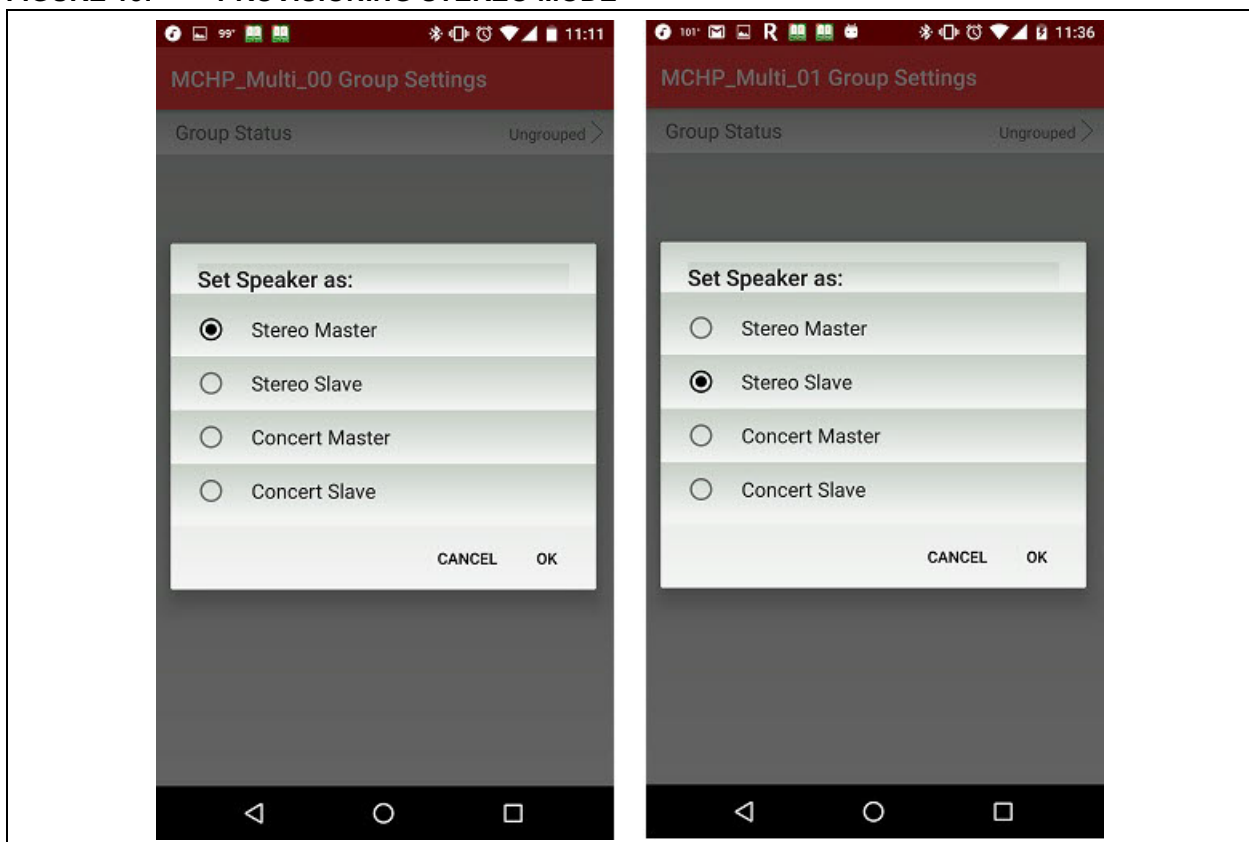 99°
11:11
MCHP_Multi_00 Group Settings
Group Status
Ungrouped
Set Speaker as:
Stereo Master
Stereo Slave
Concert Master
Concert Slave
CANCEL OK
101°
R
11:36
MCHP_Multi_01 Group Settings
Group Status
Ungrouped
Set Speaker as:
Stereo Master
Stereo Slave
Concert Master
Concert Slave
CANCEL OK